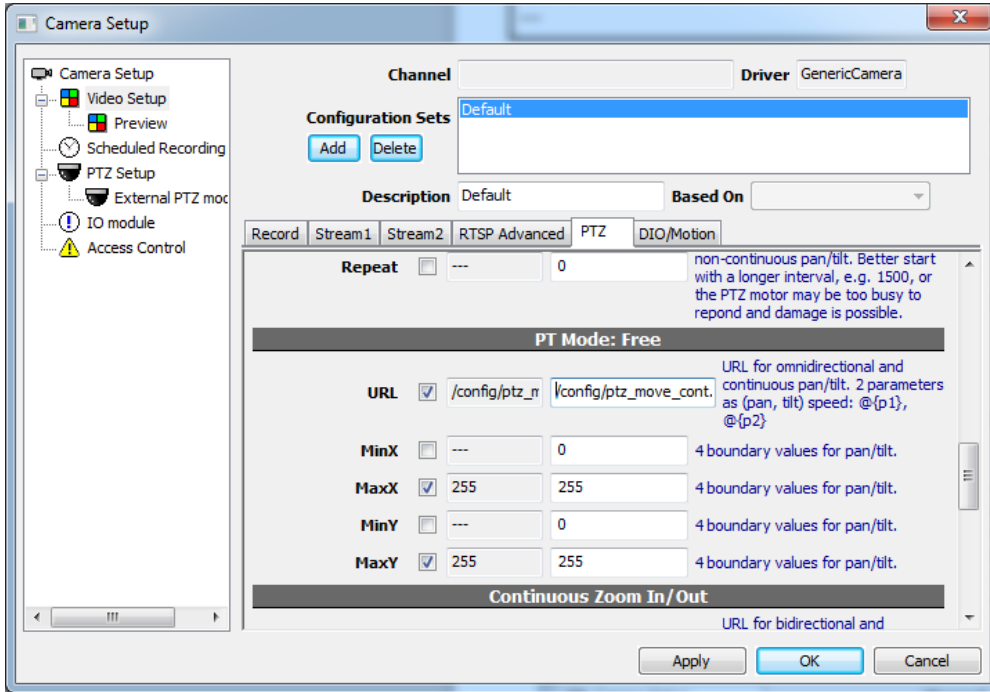 Camera Setup
Camera Setup
Video Setup
Preview
Scheduled Recording
PTZ Setup
External PTZ moc
IO module
Access Control
Channel
Driver GenericCamera
Configuration Sets
Default
Add Delete
Description Default Based On
Record Stream1 Stream2 RTSP Advanced PTZ DIO/Motion
Repeat --- 0
non-continuous pan/tilt. Better start
with a longer interval, e.g. 1500, or
the PTZ motor may be too busy to
repond and damage is possible.
PT Mode: Free
URL /config/ptz_m /config/ptz_move_cont.
URL for omnidirectional and
continuous pan/tilt. 2 parameters
as (pan, tilt) speed: @{p1},
@{p2}
MinX --- 0 4 boundary values for pan/tilt.
MaxX 255 255 4 boundary values for pan/tilt.
MinY --- 0 4 boundary values for pan/tilt.
MaxY 255 255 4 boundary values for pan/tilt.
Continuous Zoom In/Out
URL for bidirectional and
Apply OK Cancel